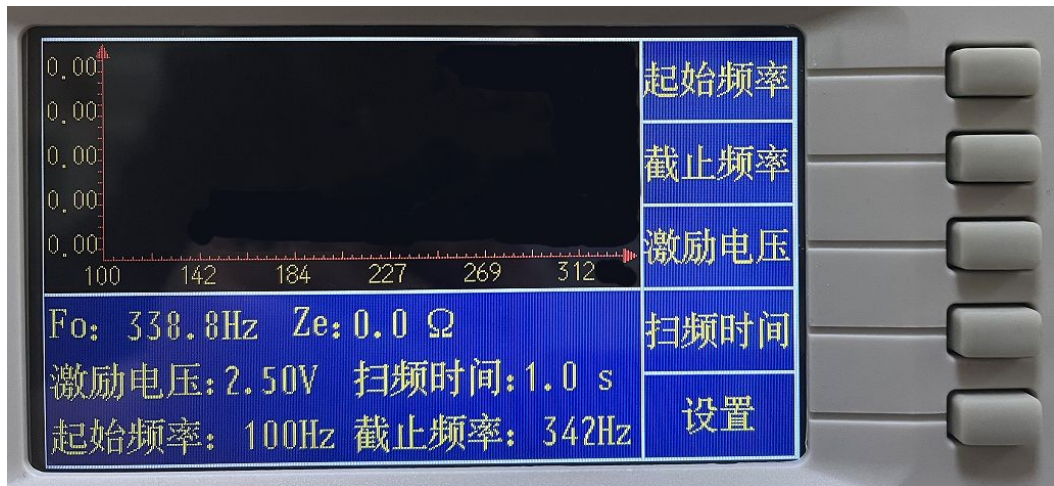 0.00
0.00
0.00
0.00
0.00
100 142 184 227 269 312
Fo: 338.8Hz Ze:0.0 Ω
激励电压:2.50V 扫频时间:1.0 s
起始频率: 100Hz 截止频率: 342Hz
起始频率
截止频率
激励电压
扫频时间
设置